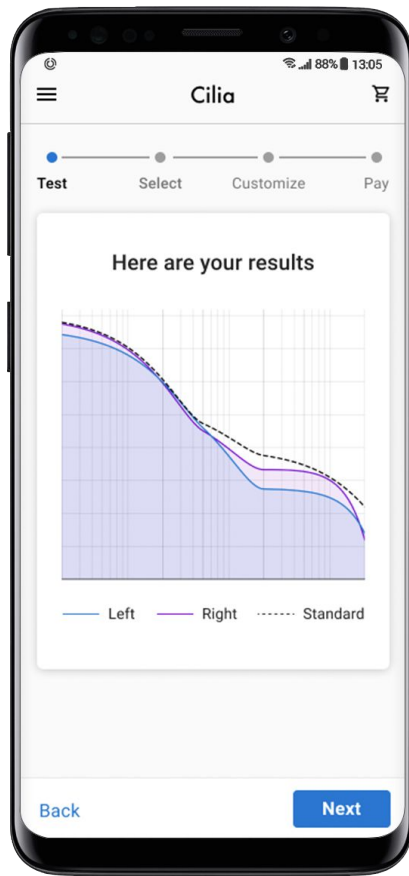 88% 13:05
Cilia
Test Select Customize Pay
Here are your results
Left Right Standard
Back Next